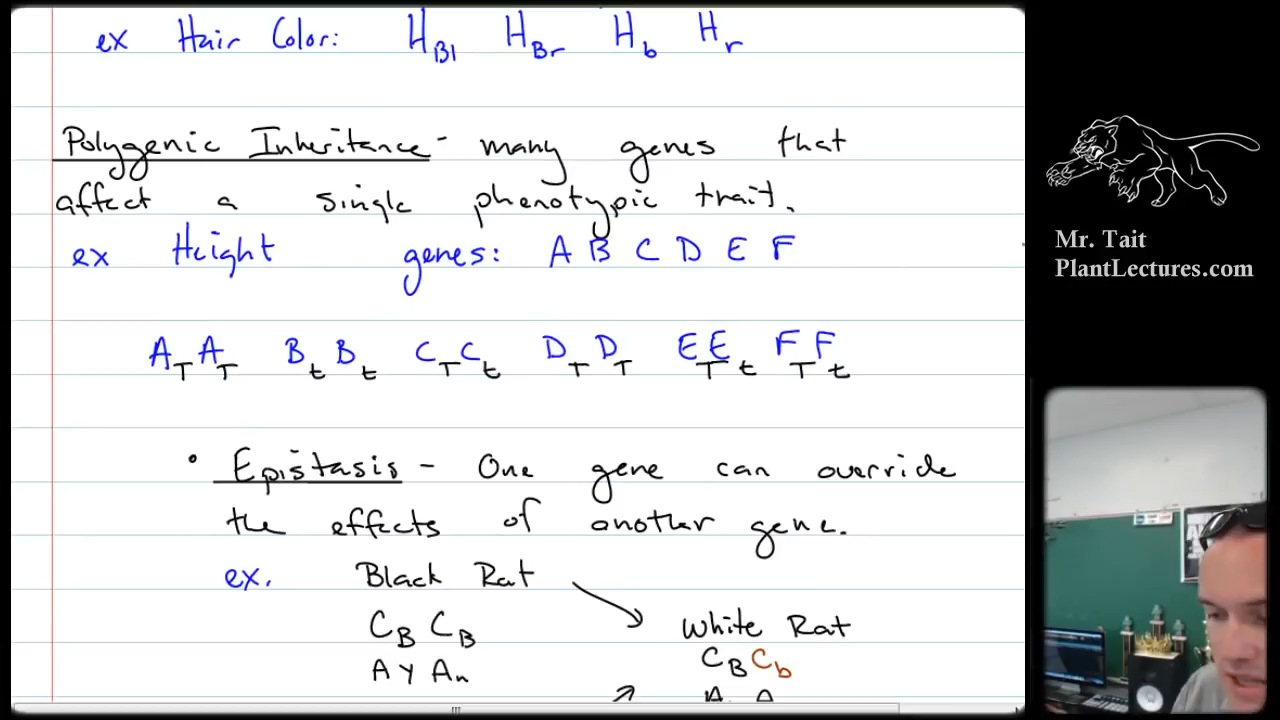 ex Hair Color: H_Bl H_Br H_b H_r
Polygenic Inheritance - many genes that
affect a single phenotypic trait.
ex Height genes: A B C D E F
A_T A_T B_t B_t C_T C_t D_T D_T E_T E_t F_T F_t
• Epistasis - One gene can override
the effects of another gene.
ex. Black Rat
C_B C_B
A_Y A_n
White Rat
C_B C_b
A A
Mr. Tait
PlantLectures.com